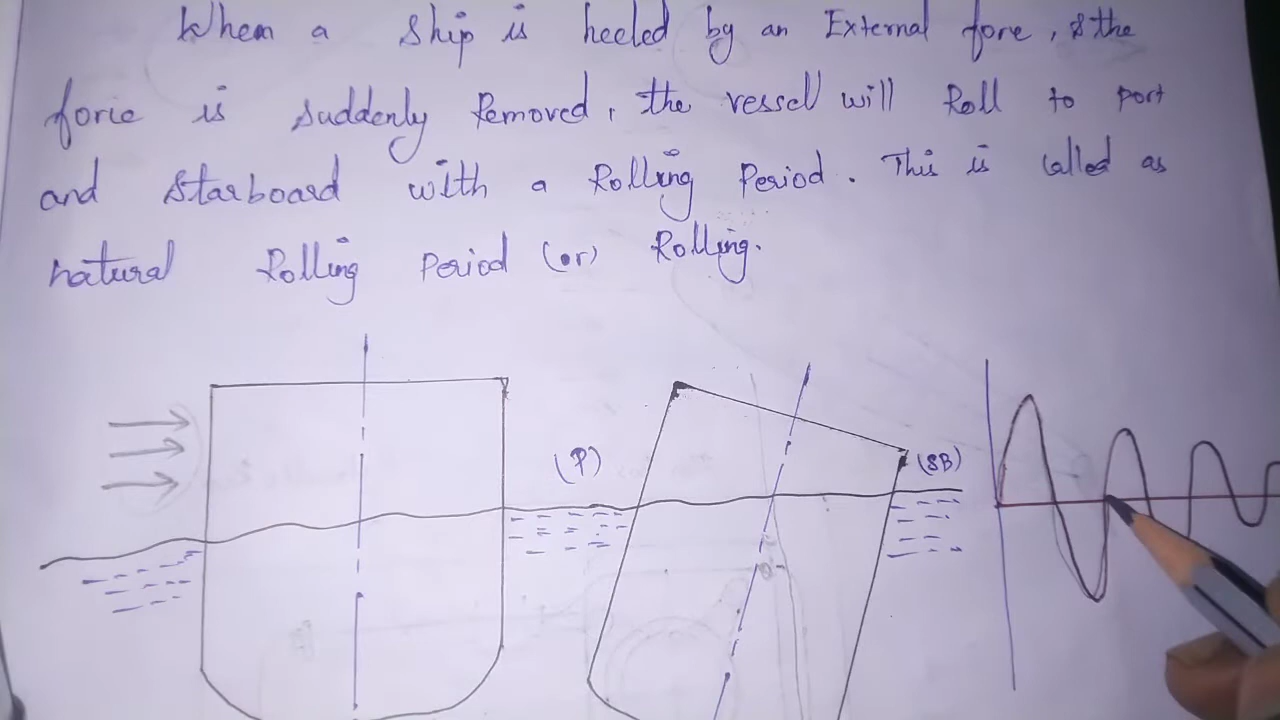 When a ship is heeled by an External fore, & the
force is suddenly Removed, the vessel will Roll to port
and starboard with a Rolling Period. This is called as
natural Rolling Period (or) Rolling.
(P)
(SB)